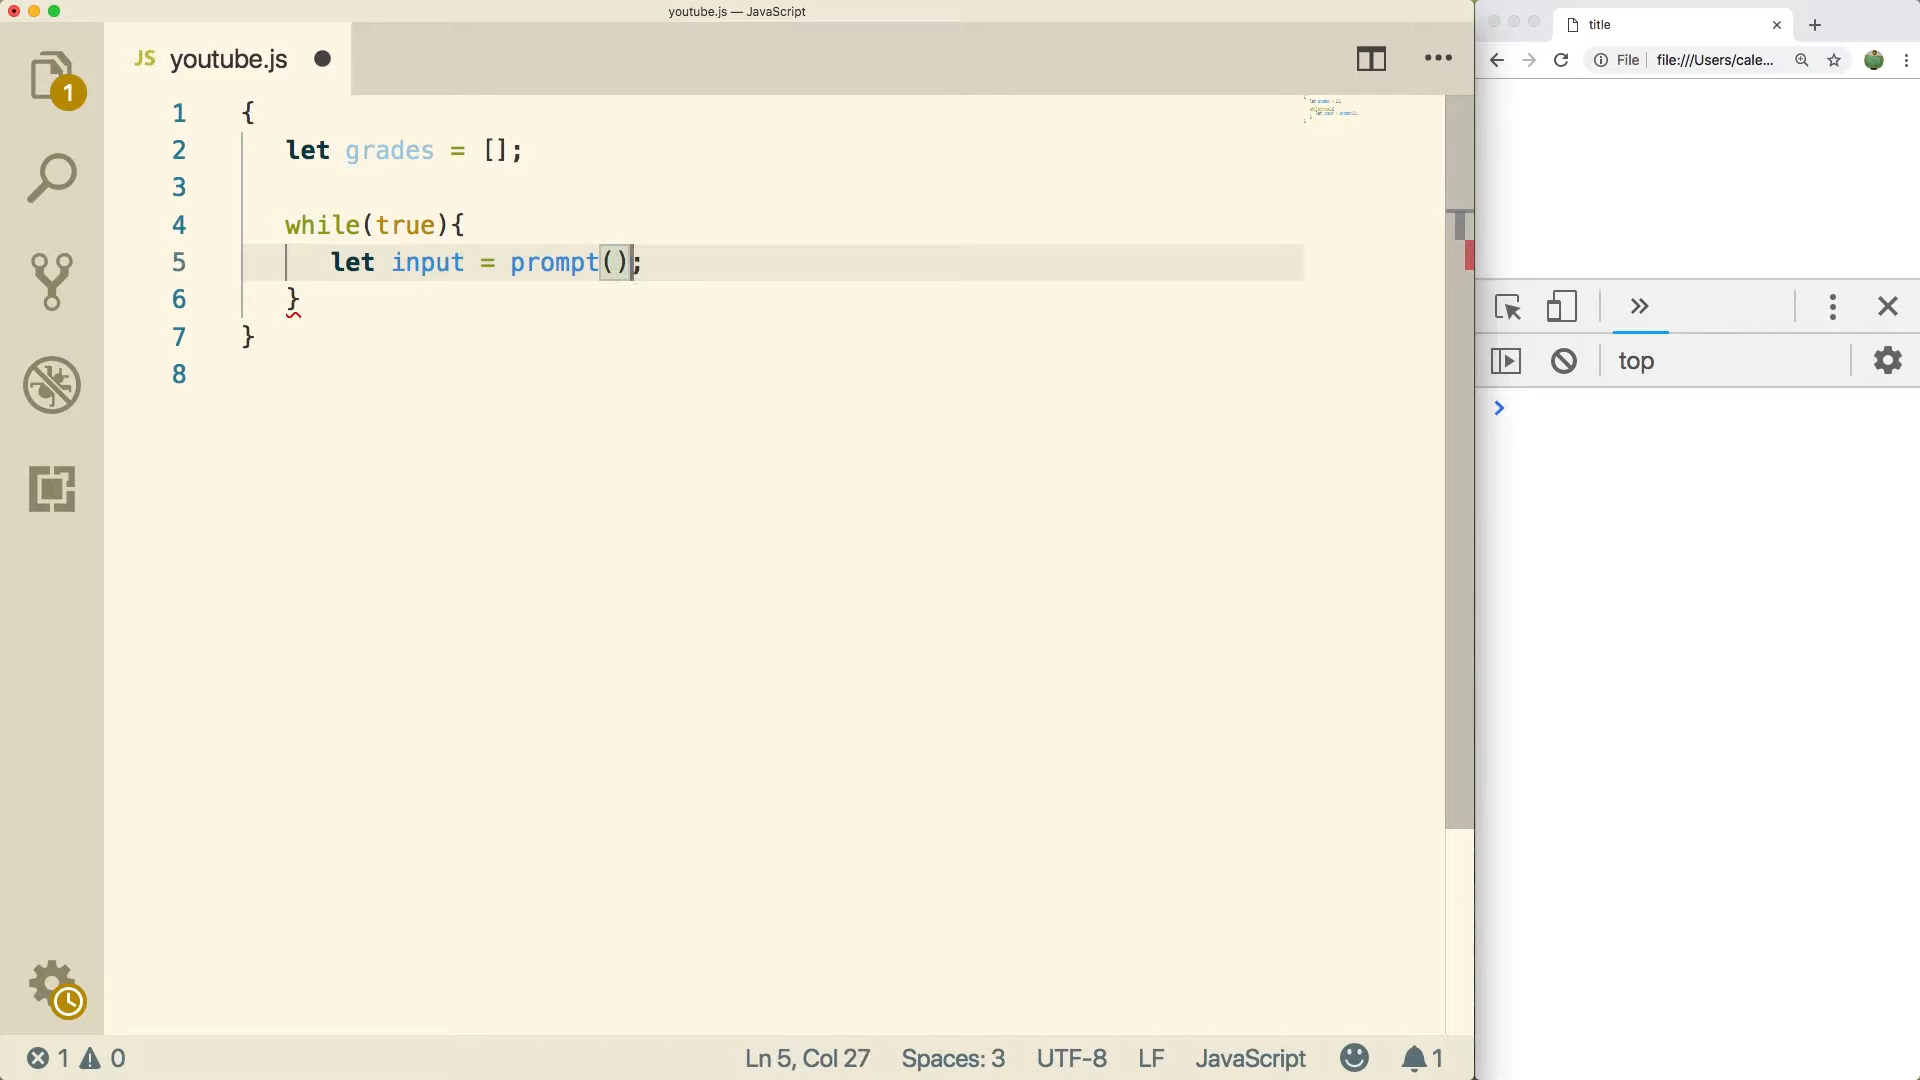 youtube.js — JavaScript
JS youtube.js
1
1 {
2 let grades = [];
3
4 while(true){
5 let input = prompt();
6 }
7 }
8
1 0
Ln 5, Col 27
Spaces: 3
UTF-8
LF
JavaScript
1
title
File file:///Users/cale...
top